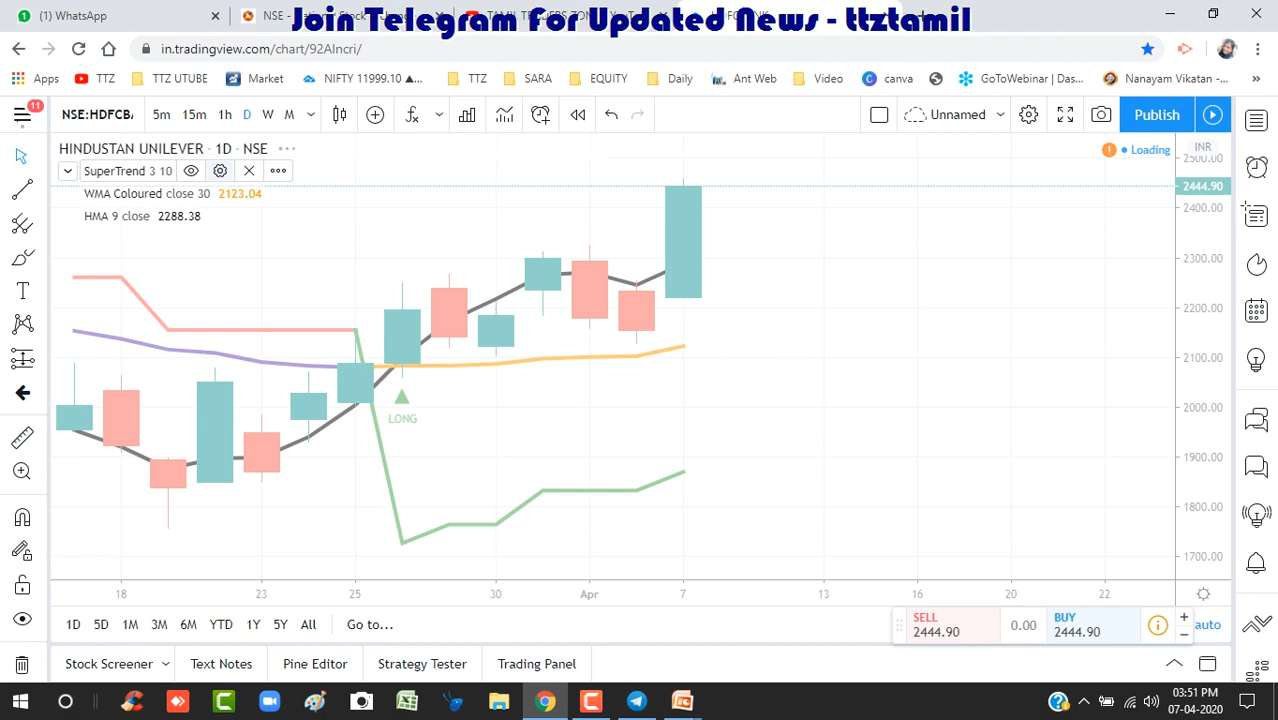 Join Telegram For Updated News - ttztamil
(1) WhatsApp
NSE - National Stock
in.tradingview.com/chart/92AIncri/
Apps TTZ TTZ UTUBE Market NIFTY 11999.10 ▲... TTZ SARA EQUITY Daily Ant Web Video canva GoToWebinar | Das... Nanayam Vikatan -... »
11
NSE:HDFCBA 5m 15m 1h D W M Unnamed Publish
HINDUSTAN UNILEVER · 1D · NSE
Loading
INR
SuperTrend 3 10
WMA Coloured close 30 2123.04
HMA 9 close 2288.38
2500.00
2444.90
2400.00
2300.00
2200.00
2100.00
2000.00
1900.00
1800.00
1700.00
LONG
18 23 25 30 Apr 7 13 16 20 22
1D 5D 1M 3M 6M YTD 1Y 5Y All Go to...
SELL
2444.90
0.00
BUY
2444.90
auto
Stock Screener Text Notes Pine Editor Strategy Tester Trading Panel
03:51 PM
07-04-2020